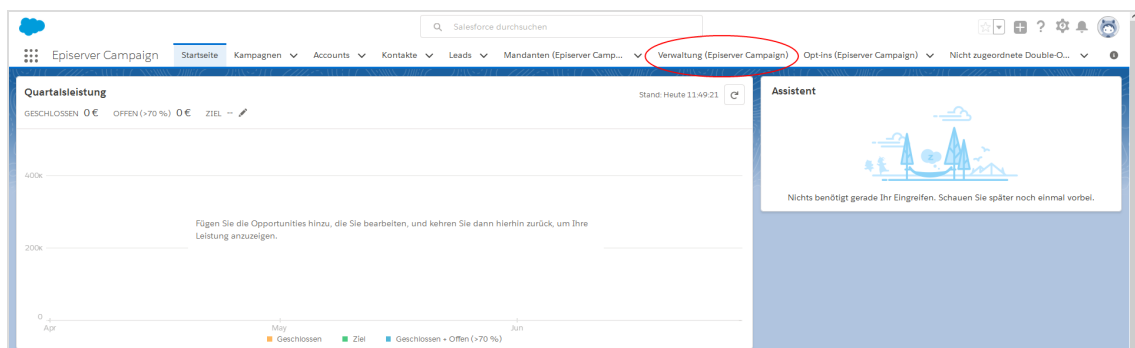 Salesforce durchsuchen
Episerver Campaign Startseite Kampagnen Accounts Kontakte Leads Mandanten (Episerver Camp... Verwaltung (Episerver Campaign) Opt-ins (Episerver Campaign) Nicht zugeordnete Double-O...
Quartalsleistung
Stand: Heute 11:49:21
GESCHLOSSEN 0 € OFFEN (>70 %) 0 € ZIEL --
400K
Fügen Sie die Opportunities hinzu, die Sie bearbeiten, und kehren Sie dann hierhin zurück, um Ihre
Leistung anzuzeigen.
200K
0
Apr May Jun
Geschlossen Ziel Geschlossen + Offen (>70 %)
Assistent
z
Nichts benötigt gerade Ihr Eingreifen. Schauen Sie später noch einmal vorbei.